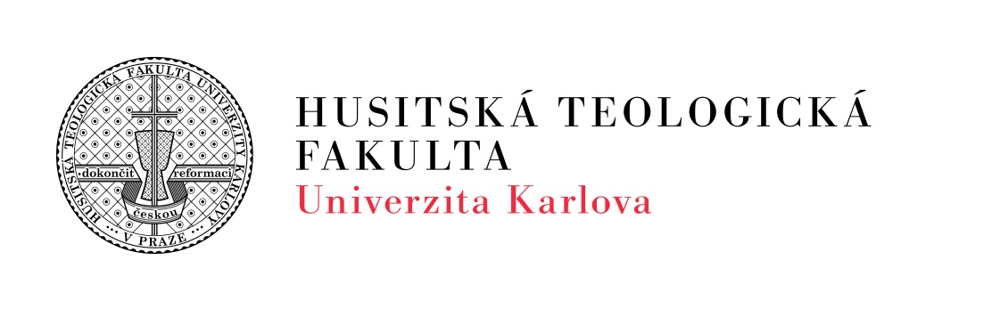 HUSITSKÁ TEOLOGICKÁ FAKULTA UNIVERZITY KARLOVY
··· V PRAZE ···
·dokončit
českou
reformaci
HUSITSKÁ TEOLOGICKÁ
FAKULTA
Univerzita Karlova